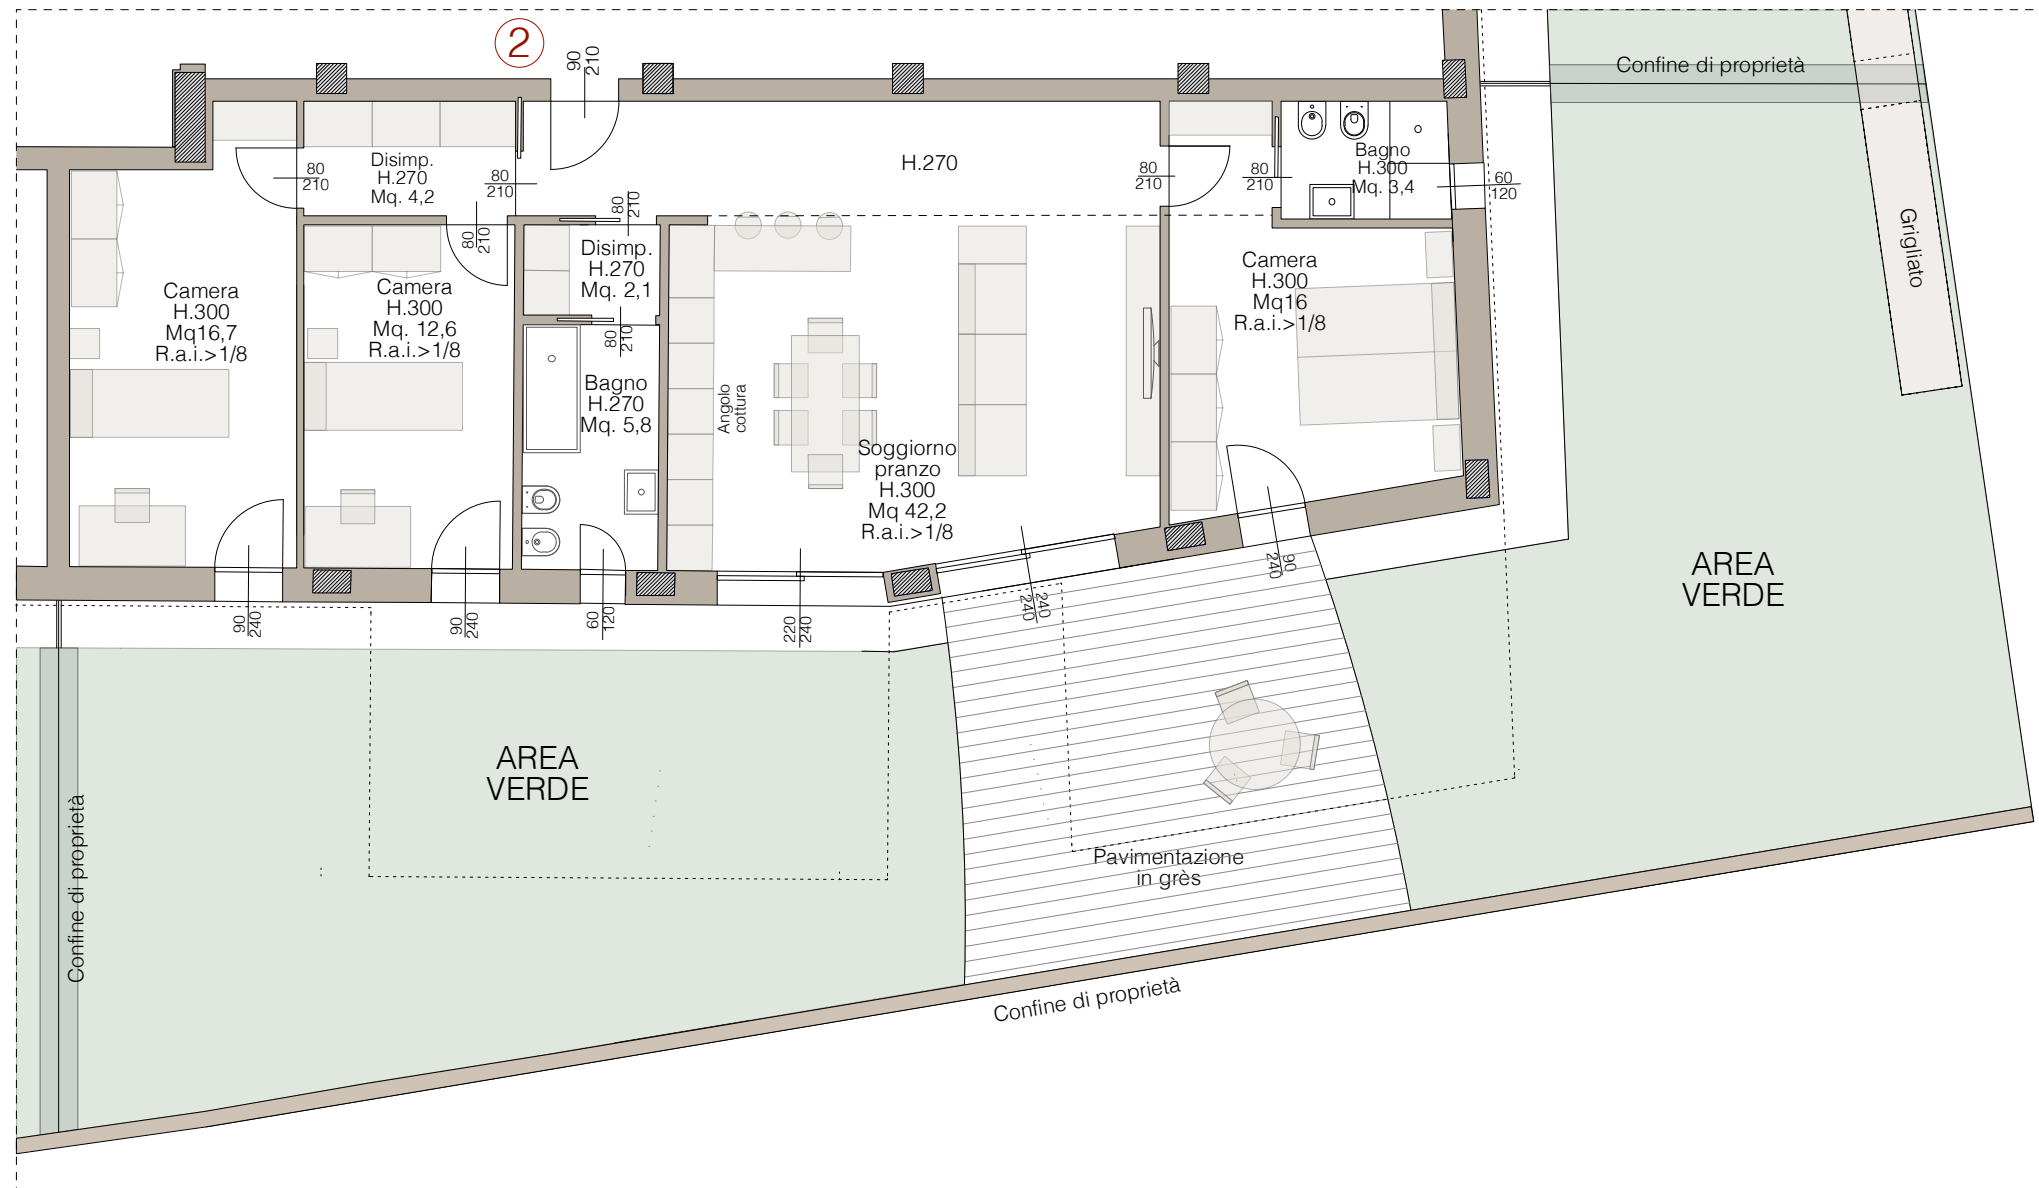 2
90
210
Confine di proprietà
Disimp.
H.270
Mq. 4,2
80
210
80
210
H.270
80
210
80
210
Bagno
H.300
Mq. 3,4
60
120
80
210
80
210
Grigliato
Disimp.
H.270
Mq. 2,1
Camera
H.300
Mq16,7
R.a.i.>1/8
Camera
H.300
Mq. 12,6
R.a.i.>1/8
Camera
H.300
Mq16
R.a.i.>1/8
80
210
Bagno
H.270
Mq. 5,8
Angolo
cottura
Soggiorno
pranzo
H.300
Mq 42,2
R.a.i.>1/8
90
240
90
240
60
120
220
240
240
240
90
240
AREA
VERDE
AREA
VERDE
Pavimentazione
in grès
Confine di proprietà
Confine di proprietà